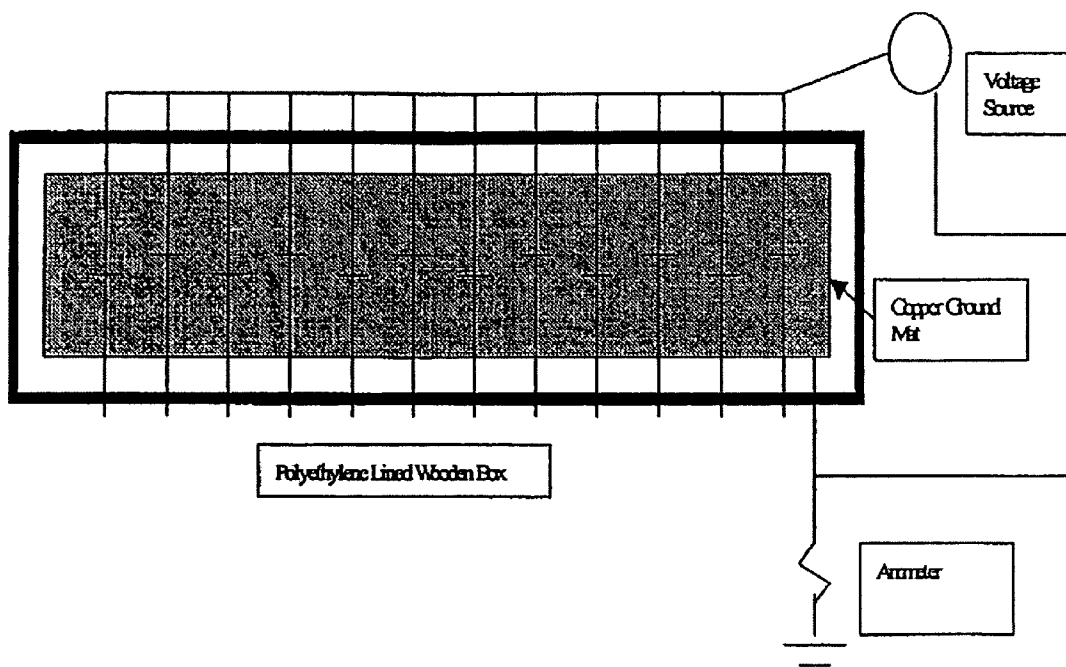 Voltage
Source
Copper Ground
Mat
Polyethylene Lined Wooden Box
Ammeter